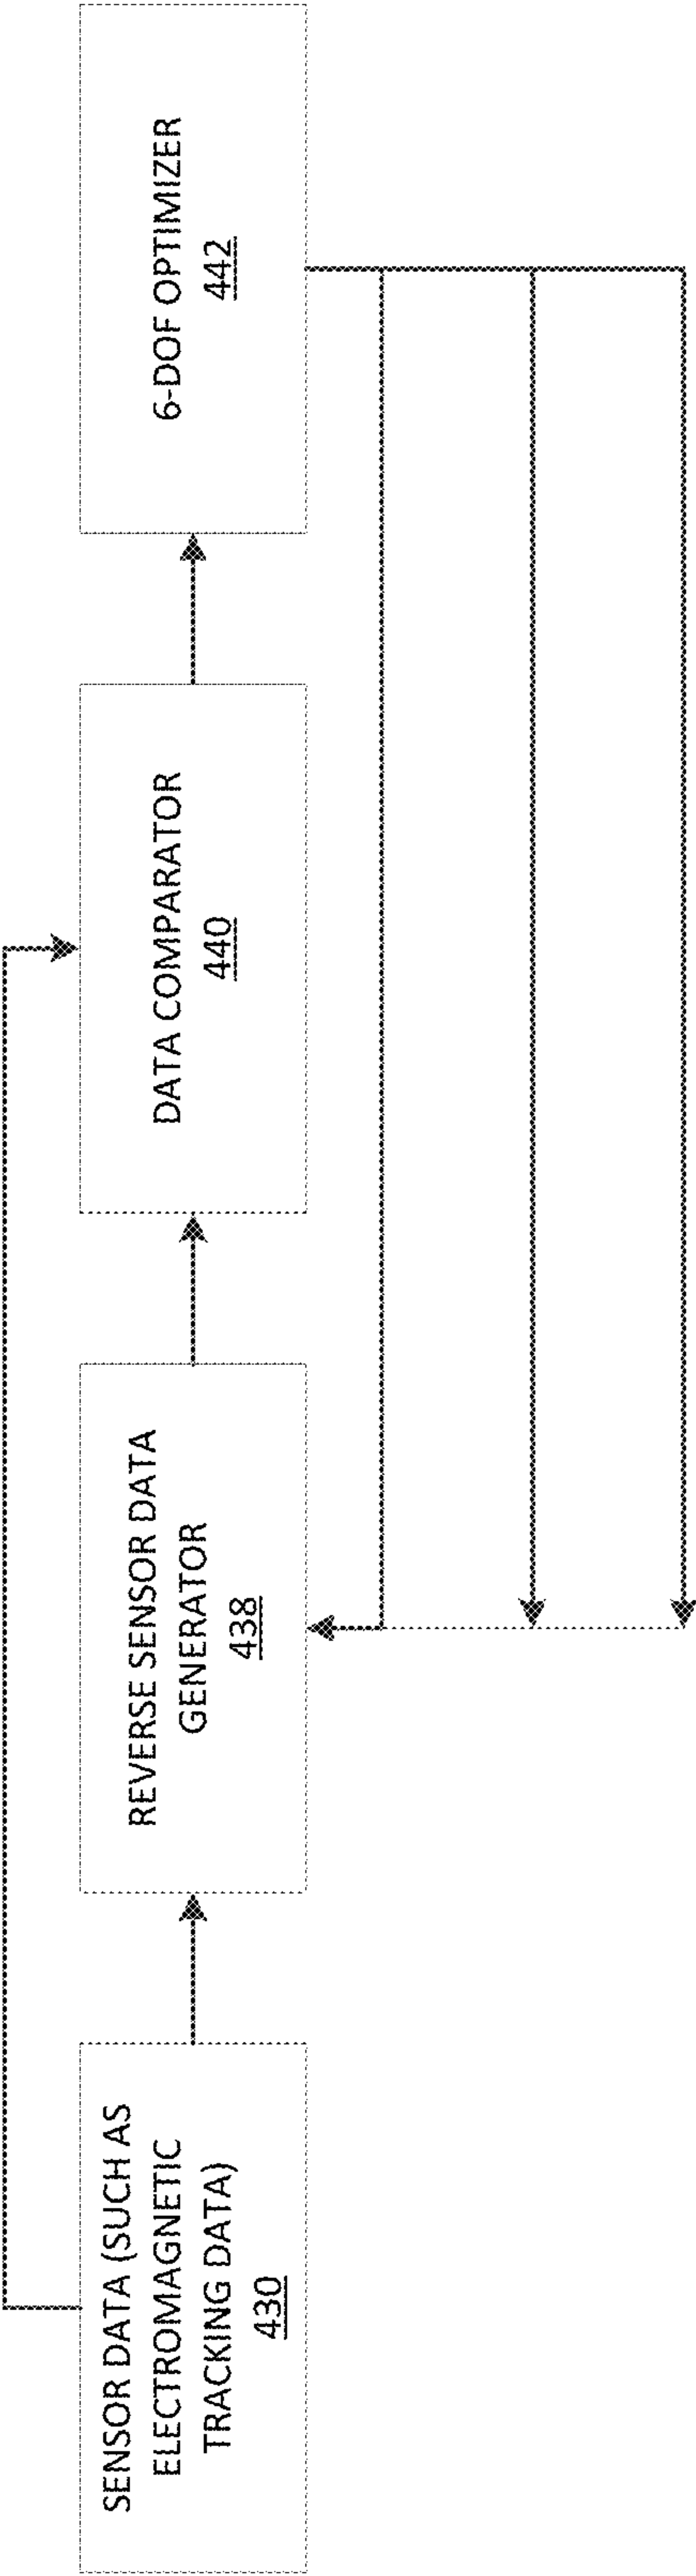 SENSOR DATA (SUCH AS
ELECTROMAGNETIC
TRACKING DATA)
430
REVERSE SENSOR DATA
GENERATOR
438
DATA COMPARATOR
440
6-DOF OPTIMIZER
442